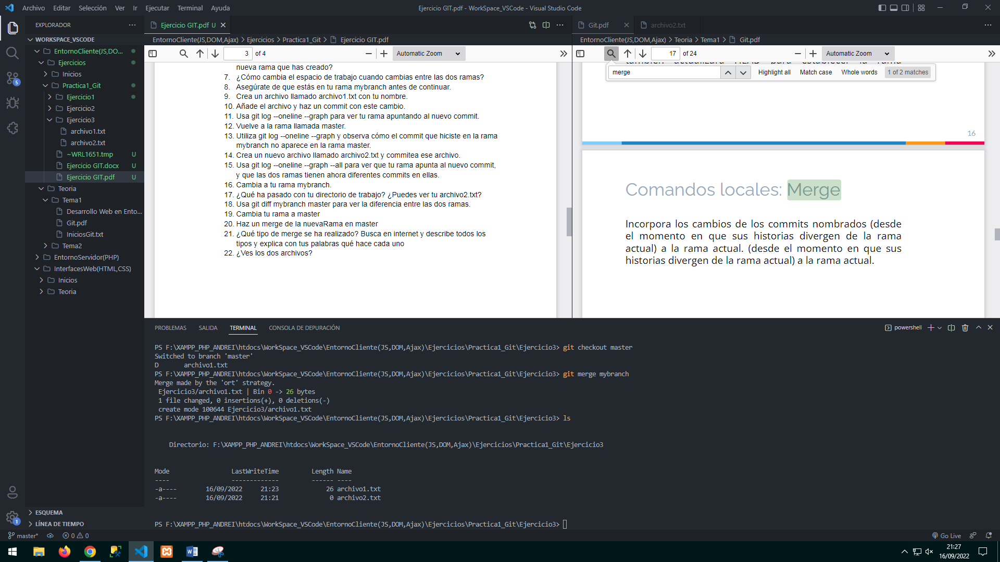 Archivo Editar Selección Ver Ir Ejecutar Terminal Ayuda
Ejercicio GIT.pdf - WorkSpace_VSCode - Visual Studio Code
EXPLORADOR
WORKSPACE_VSCODE
EntornoCliente(JS,DO...
Ejercicios
Inicios
Practica1_Git
Ejercicio1
Ejercicio2
Ejercicio3
archivo1.txt
archivo2.txt
~WRL1651.tmp U
Ejercicio GIT.docx U
Ejercicio GIT.pdf U
Teoria
Tema1
Desarrollo Web en Ento...
Git.pdf
IniciosGit.txt
Tema2
EntornoServidor(PHP)
InterfacesWeb(HTML,CSS)
Inicios
Teoria
ESQUEMA
LÍNEA DE TIEMPO
5
1
Ejercicio GIT.pdf U
EntornoCliente(JS,DOM,Ajax) > Ejercicios > Practica1_Git > Ejercicio GIT.pdf
3 of 4
Automatic Zoom
nueva rama que has creado?
7. ¿Cómo cambia el espacio de trabajo cuando cambias entre las dos ramas?
8. Asegúrate de que estás en tu rama mybranch antes de continuar.
9. Crea un archivo llamado archivo1.txt con tu nombre.
10. Añade el archivo y haz un commit con este cambio.
11. Usa git log --oneline --graph para ver tu rama apuntando al nuevo commit.
12. Vuelve a la rama llamada master.
13. Utiliza git log --oneline --graph y observa cómo el commit que hiciste en la rama
mybranch no aparece en la rama master.
14. Crea un nuevo archivo llamado archivo2.txt y commitea ese archivo.
15. Usa git log --oneline --graph --all para ver que tu rama apunta al nuevo commit,
y que las dos ramas tienen ahora diferentes commits en ellas.
16. Cambia a tu rama mybranch.
17. ¿Qué ha pasado con tu directorio de trabajo? ¿Puedes ver tu archivo2.txt?
18. Usa git diff mybranch master para ver la diferencia entre las dos ramas.
19. Cambia tu rama a master
20. Haz un merge de la nuevaRama en master
21. ¿Qué tipo de merge se ha realizado? Busca en internet y describe todos los
tipos y explica con tus palabras qué hace cada uno
22. ¿Ves los dos archivos?
Git.pdf
archivo2.txt
EntornoCliente(JS,DOM,Ajax) > Teoria > Tema1 > Git.pdf
17 of 24
Automatic Zoom
también actualizará HEAD para establecer la rama
merge
Highlight all Match case Whole words 1 of 2 matches
16
Comandos locales: Merge
Incorpora los cambios de los commits nombrados (desde
el momento en que sus historias divergen de la rama
actual) a la rama actual. (desde el momento en que sus
historias divergen de la rama actual) a la rama actual.
PROBLEMAS SALIDA TERMINAL CONSOLA DE DEPURACIÓN
powershell
PS F:\XAMPP_PHP_ANDREI\htdocs\WorkSpace_VSCode\EntornoCliente(JS,DOM,Ajax)\Ejercicios\Practica1_Git\Ejercicio3> git checkout master
Switched to branch 'master'
D archivo1.txt
PS F:\XAMPP_PHP_ANDREI\htdocs\WorkSpace_VSCode\EntornoCliente(JS,DOM,Ajax)\Ejercicios\Practica1_Git\Ejercicio3> git merge mybranch
Merge made by the 'ort' strategy.
Ejercicio3/archivo1.txt | Bin 0 -> 26 bytes
1 file changed, 0 insertions(+), 0 deletions(-)
create mode 100644 Ejercicio3/archivo1.txt
PS F:\XAMPP_PHP_ANDREI\htdocs\WorkSpace_VSCode\EntornoCliente(JS,DOM,Ajax)\Ejercicios\Practica1_Git\Ejercicio3> ls
Directorio: F:\XAMPP_PHP_ANDREI\htdocs\WorkSpace_VSCode\EntornoCliente(JS,DOM,Ajax)\Ejercicios\Practica1_Git\Ejercicio3
Mode LastWriteTime Length Name
---- ------------- ------ ----
-a---- 16/09/2022 21:23 26 archivo1.txt
-a---- 16/09/2022 21:21 0 archivo2.txt
PS F:\XAMPP_PHP_ANDREI\htdocs\WorkSpace_VSCode\EntornoCliente(JS,DOM,Ajax)\Ejercicios\Practica1_Git\Ejercicio3>
master* 0 0
Go Live
21:27
16/09/2022